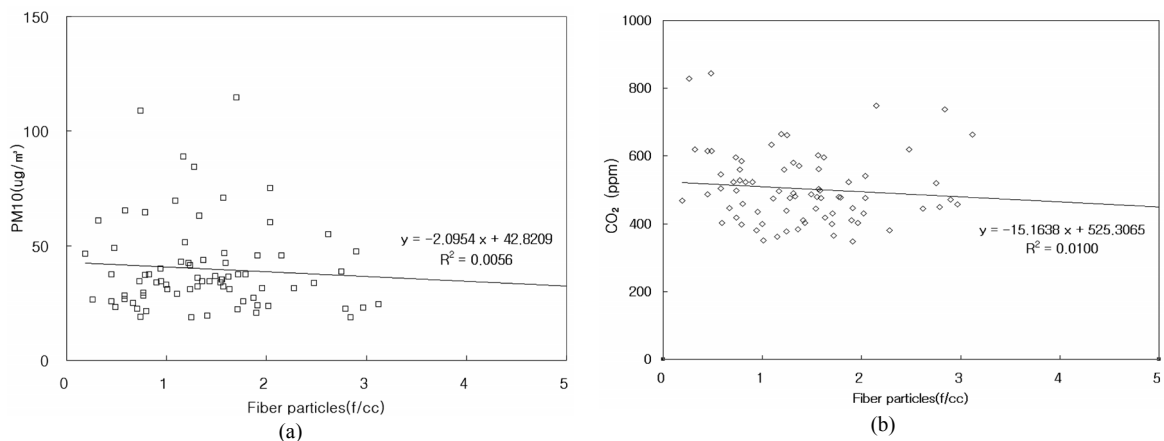 150
100
50
0
PM10(ug/㎥)
y = −2.0954 x + 42.8209
R² = 0.0056
0 1 2 3 4 5
Fiber particles(f/cc)
(a)
1000
800
600
400
200
0
CO₂ (ppm)
y = −15.1638 x + 525.3065
R² = 0.0100
0 1 2 3 4 5
Fiber particles(f/cc)
(b)